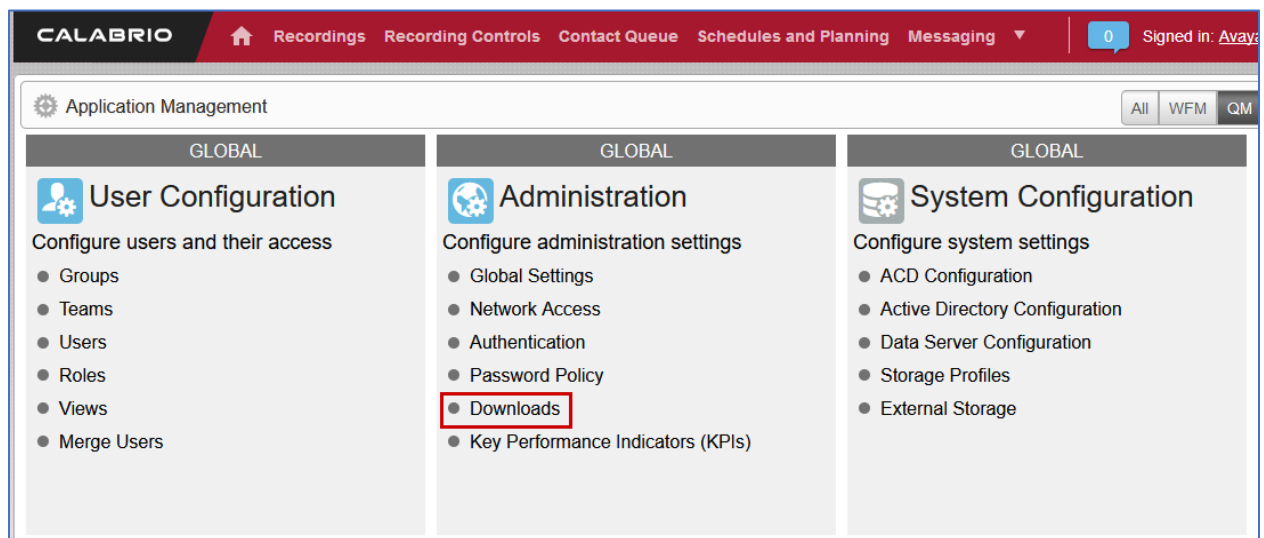 CALABRIO Recordings Recording Controls Contact Queue Schedules and Planning Messaging 0 Signed in: Avaya
Application Management All WFM QM
GLOBAL
User Configuration
Configure users and their access
Groups
Teams
Users
Roles
Views
Merge Users
GLOBAL
Administration
Configure administration settings
Global Settings
Network Access
Authentication
Password Policy
Downloads
Key Performance Indicators (KPIs)
GLOBAL
System Configuration
Configure system settings
ACD Configuration
Active Directory Configuration
Data Server Configuration
Storage Profiles
External Storage